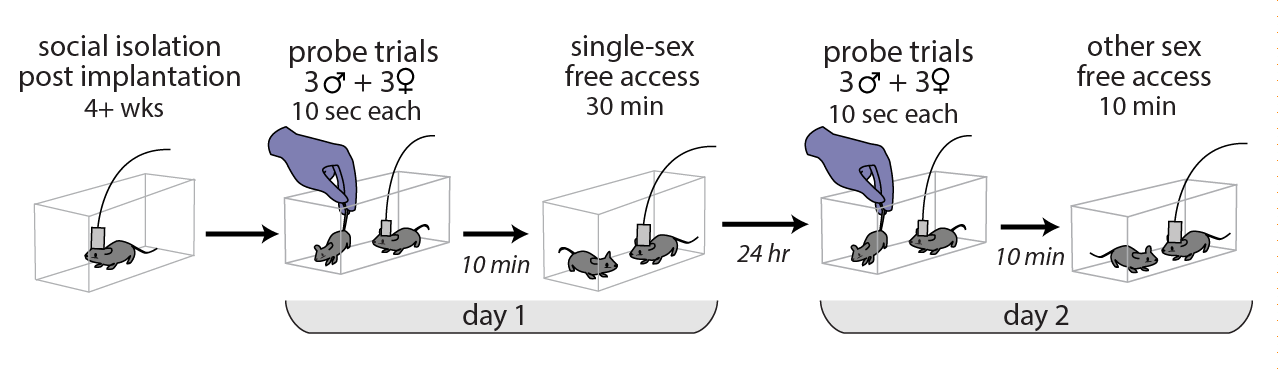 social isolation
post implantation
4+ wks
probe trials
3♂ + 3♀
10 sec each
single-sex
free access
30 min
probe trials
3♂ + 3♀
10 sec each
other sex
free access
10 min
10 min
24 hr
10 min
day 1
day 2